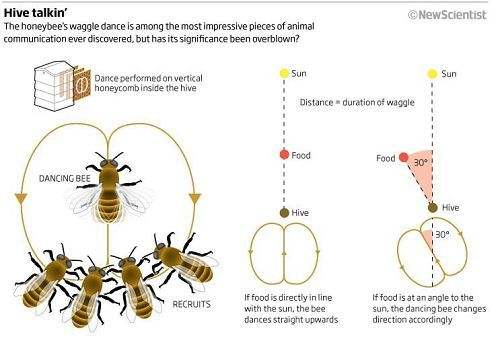 Hive talkin'
©NewScientist
The honeybee's waggle dance is among the most impressive pieces of animal
communication ever discovered, but has its significance been overblown?
Dance performed on vertical
honeycomb inside the hive
DANCING BEE
RECRUITS
Sun
Distance = duration of waggle
Food
Hive
If food is directly in line
with the sun, the bee
dances straight upwards
Sun
Food
30°
Hive
30°
If food is at an angle to the
sun, the dancing bee changes
direction accordingly